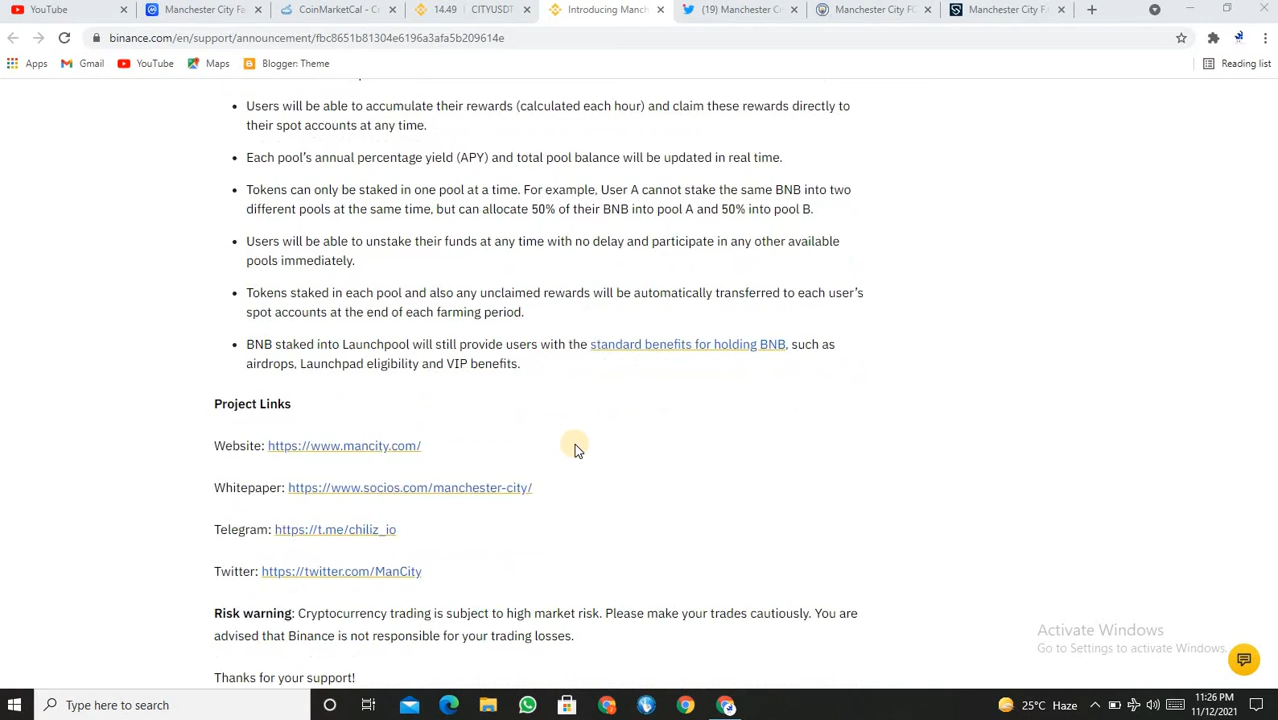 YouTube
Manchester City Fa
CoinMarketCal - Cr
14.49 | CITYUSDT
Introducing Manch
(19) Manchester C
Manchester City FC
Manchester City F.C
binance.com/en/support/announcement/fbc8651b81304e6196a3afa5b209614e
Apps
Gmail
YouTube
Maps
Blogger: Theme
Reading list
• Users will be able to accumulate their rewards (calculated each hour) and claim these rewards directly to
their spot accounts at any time.
• Each pool's annual percentage yield (APY) and total pool balance will be updated in real time.
• Tokens can only be staked in one pool at a time. For example, User A cannot stake the same BNB into two
different pools at the same time, but can allocate 50% of their BNB into pool A and 50% into pool B.
• Users will be able to unstake their funds at any time with no delay and participate in any other available
pools immediately.
• Tokens staked in each pool and also any unclaimed rewards will be automatically transferred to each user's
spot accounts at the end of each farming period.
• BNB staked into Launchpool will still provide users with the standard benefits for holding BNB, such as
airdrops, Launchpad eligibility and VIP benefits.
Project Links
Website: https://www.mancity.com/
Whitepaper: https://www.socios.com/manchester-city/
Telegram: https://t.me/chiliz_io
Twitter: https://twitter.com/ManCity
Risk warning: Cryptocurrency trading is subject to high market risk. Please make your trades cautiously. You are
advised that Binance is not responsible for your trading losses.
Thanks for your support!
Activate Windows
Go to Settings to activate Windows.
Type here to search
25°C Haze
11:26 PM
11/12/2021